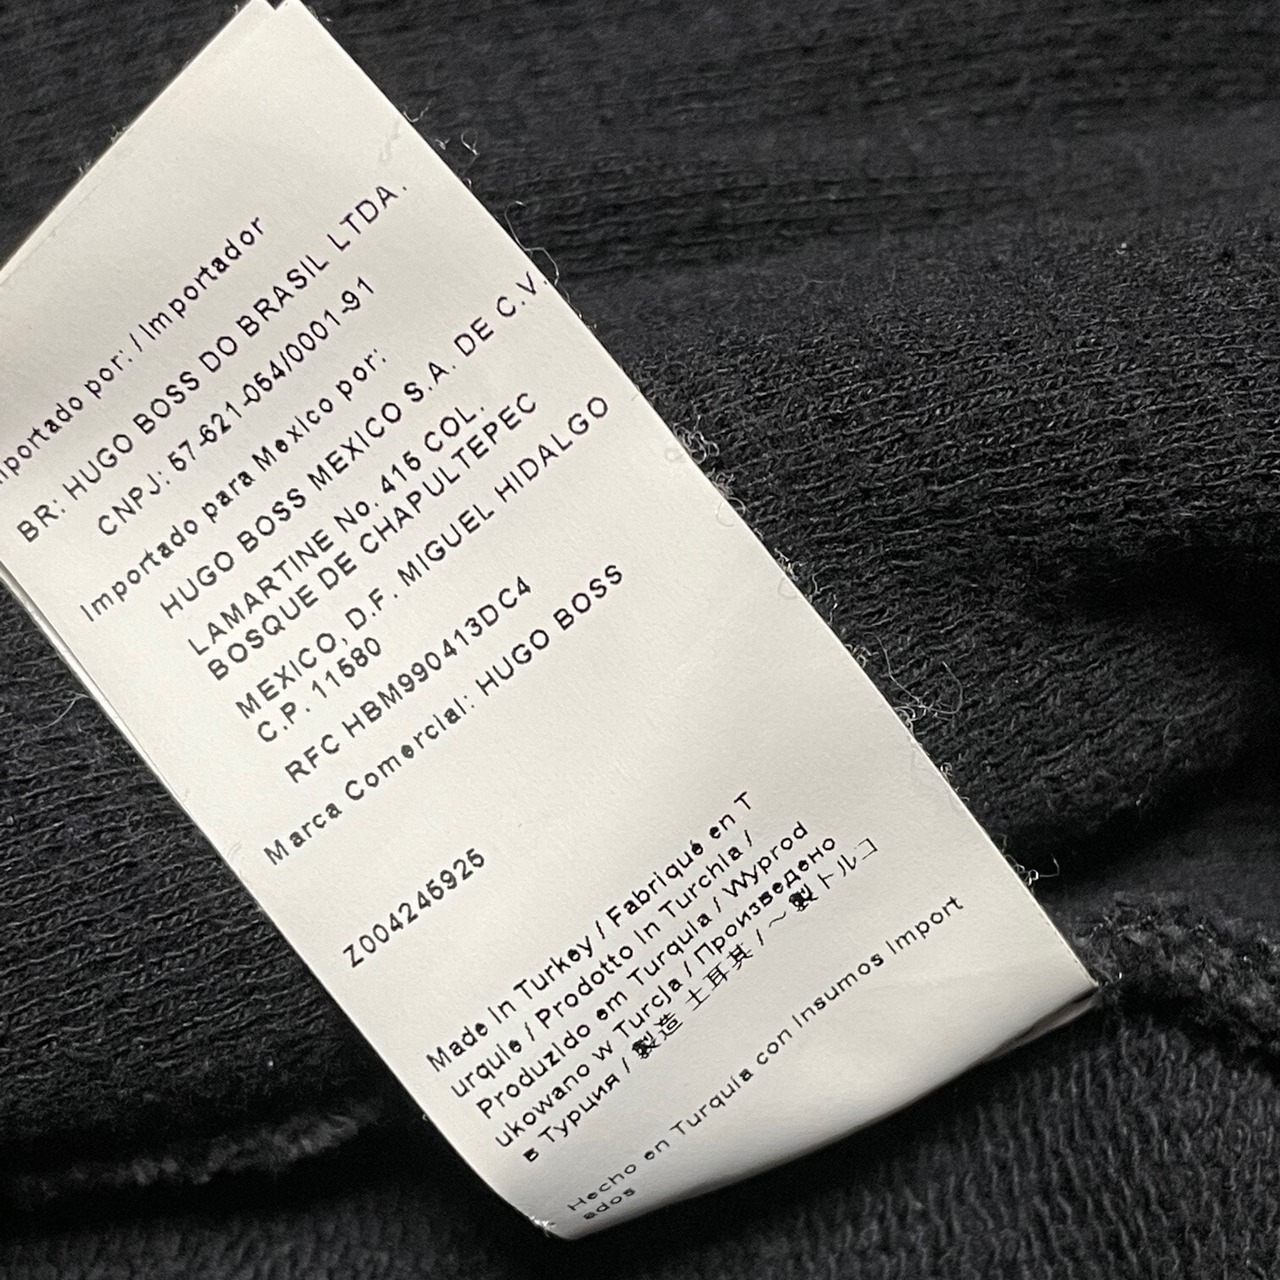 Importado por: / Importador
BR: HUGO BOSS DO BRASIL LTDA.
CNPJ: 57-621-054/0001-91
Importado para Mexico por:
HUGO BOSS MEXICO S.A. DE C.V.
LAMARTINE No. 415 COL.
BOSQUE DE CHAPULTEPEC
MEXICO, D.F. MIGUEL HIDALGO
C.P. 11580
RFC HBM990413DC4
Marca Comercial: HUGO BOSS
Z004245925
Made in Turkey / Fabriqué en T
urquie / Prodotto in Turchia /
Produzido em Turquia / Wyprod
ukowano w Turcja / Произведено
в Турция / 製造 土耳其 / ～製トルコ
Hecho en Turquia con Insumos Import
ados